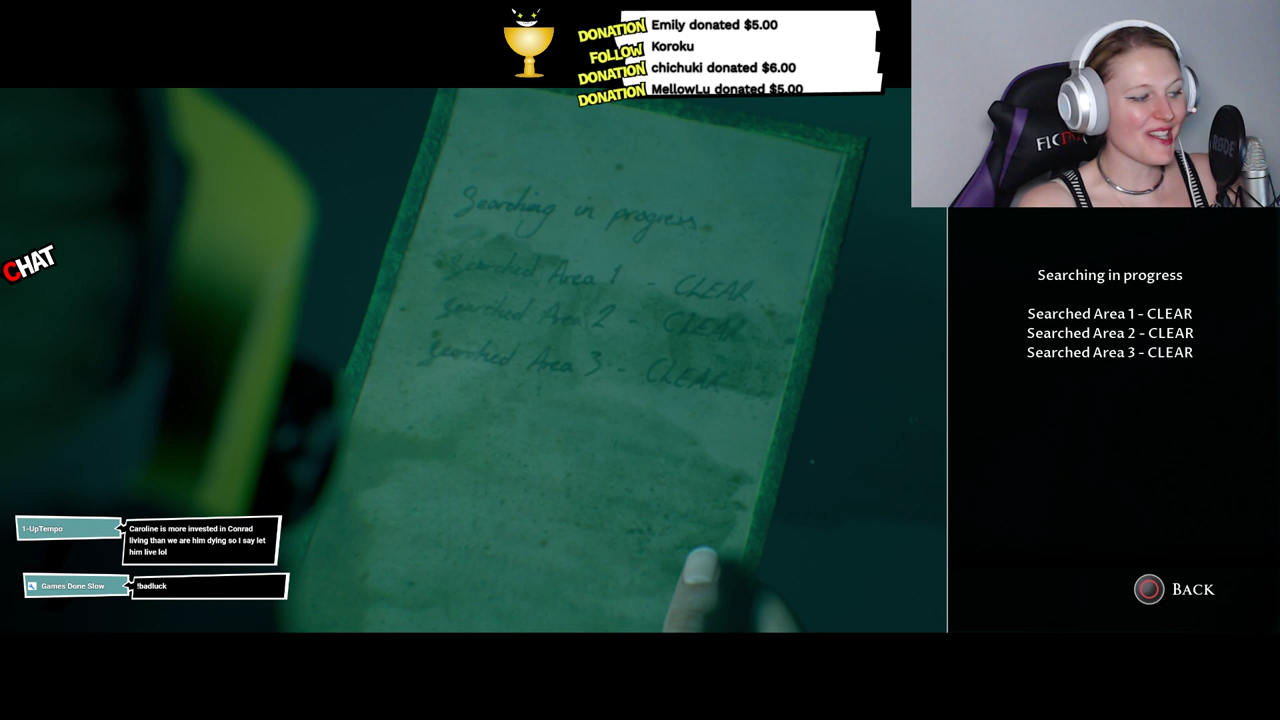 DONATION Emily donated $5.00
FOLLOW Koroku
DONATION chichuki donated $6.00
DONATION MellowLu donated $5.00
RODE
CHAT
Searching in progress
Searched Area 1 - CLEAR
Searched Area 2 - CLEAR
Searched Area 3 - CLEAR
Searching in progress
Searched Area 1 - CLEAR
Searched Area 2 - CLEAR
Searched Area 3 - CLEAR
1-UpTempo
Caroline is more invested in Conrad
living than we are him dying so I say let
him live lol
Games Done Slow
!badluck
BACK